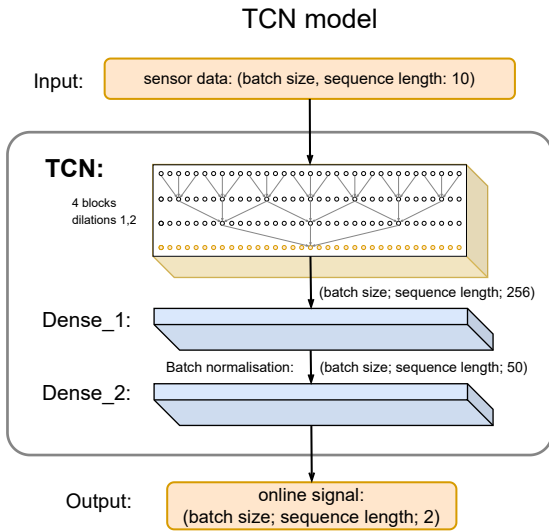 TCN model
Input:
sensor data: (batch size, sequence length: 10)
TCN:
4 blocks
dilations 1,2
(batch size; sequence length; 256)
Dense_1:
Batch normalisation:
(batch size; sequence length; 50)
Dense_2:
Output:
online signal:
(batch size; sequence length; 2)